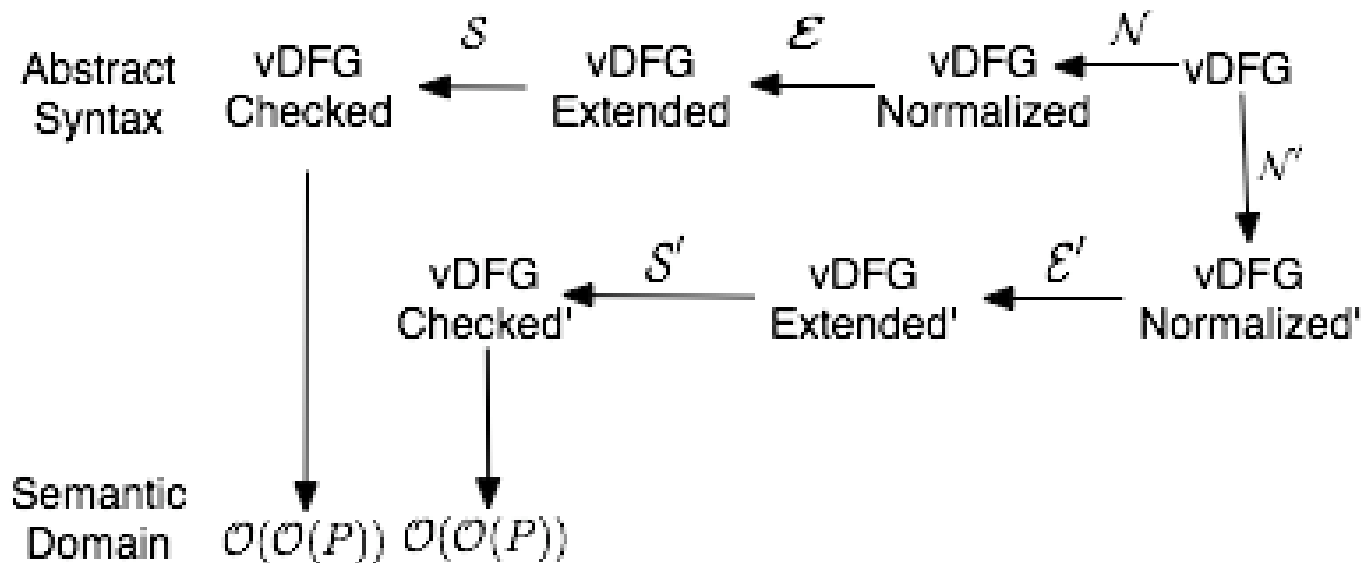 𝒮 ℰ 𝒩
Abstract
Syntax
vDFG
Checked
vDFG
Extended
vDFG
Normalized
vDFG
𝒩'
𝒮' ℰ'
vDFG
Checked'
vDFG
Extended'
vDFG
Normalized'
Semantic
Domain
𝒪(𝒪(P)) 𝒪(𝒪(P))